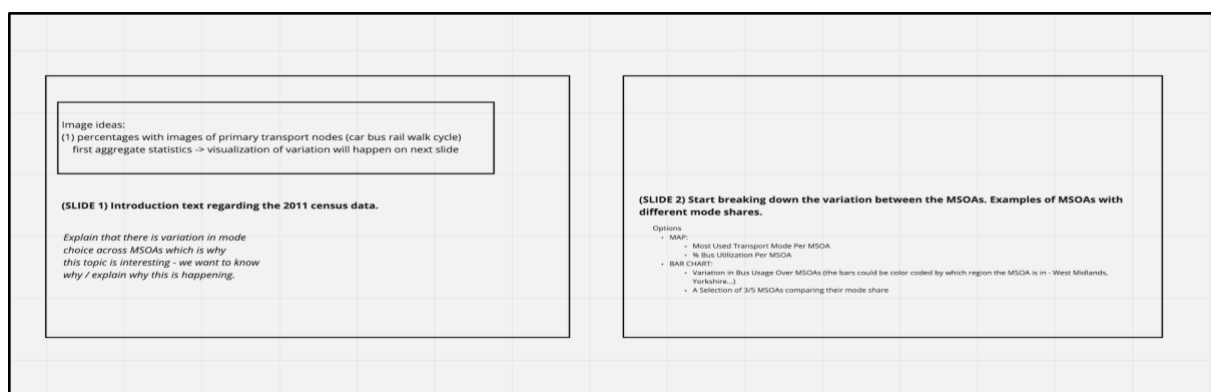 Image ideas:
(1) percentages with images of primary transport nodes (car bus rail walk cycle)
first aggregate statistics -> visualization of variation will happen on next slide
(SLIDE 1) Introduction text regarding the 2011 census data.
Explain that there is variation in mode
choice across MSOAs which is why
this topic is interesting - we want to know
why / explain why this is happening.
(SLIDE 2) Start breaking down the variation between the MSOAs. Examples of MSOAs with
different mode shares.
Options
• MAP:
• Most Used Transport Mode Per MSOA
• % Bus Utilization Per MSOA
• BAR CHART:
• Variation in Bus Usage Over MSOAs (the bars could be color coded by which region the MSOA is in - West Midlands,
Yorkshire...)
• A Selection of 3/5 MSOAs comparing their mode share